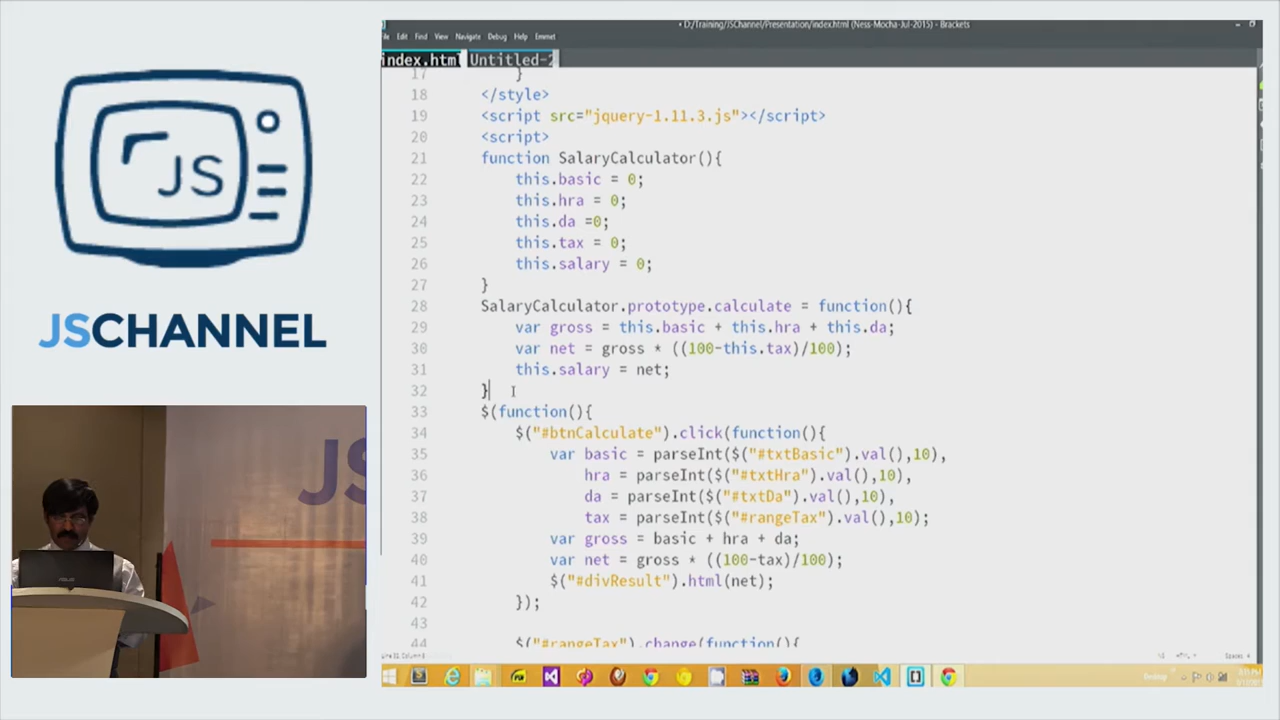 JS
JSCHANNEL
JS
ASUS
• D:/Training/JSChannel/Presentation/index.html (Ness-Mocha-Jul-2015) - Brackets
Edit Find View Navigate Debug Help Emmet
index.html Untitled-2
17 }
18 </style>
19 <script src="jquery-1.11.3.js"></script>
20 <script>
21 function SalaryCalculator(){
22 this.basic = 0;
23 this.hra = 0;
24 this.da =0;
25 this.tax = 0;
26 this.salary = 0;
27 }
28 SalaryCalculator.prototype.calculate = function(){
29 var gross = this.basic + this.hra + this.da;
30 var net = gross * ((100-this.tax)/100);
31 this.salary = net;
32 }
33 $(function(){
34 $("#btnCalculate").click(function(){
35 var basic = parseInt($("#txtBasic").val(),10),
36 hra = parseInt($("#txtHra").val(),10),
37 da = parseInt($("#txtDa").val(),10),
38 tax = parseInt($("#rangeTax").val(),10);
39 var gross = basic + hra + da;
40 var net = gross * ((100-tax)/100);
41 $("#divResult").html(net);
42 });
43
44 $("#rangeTax").change(function(){
Desktop